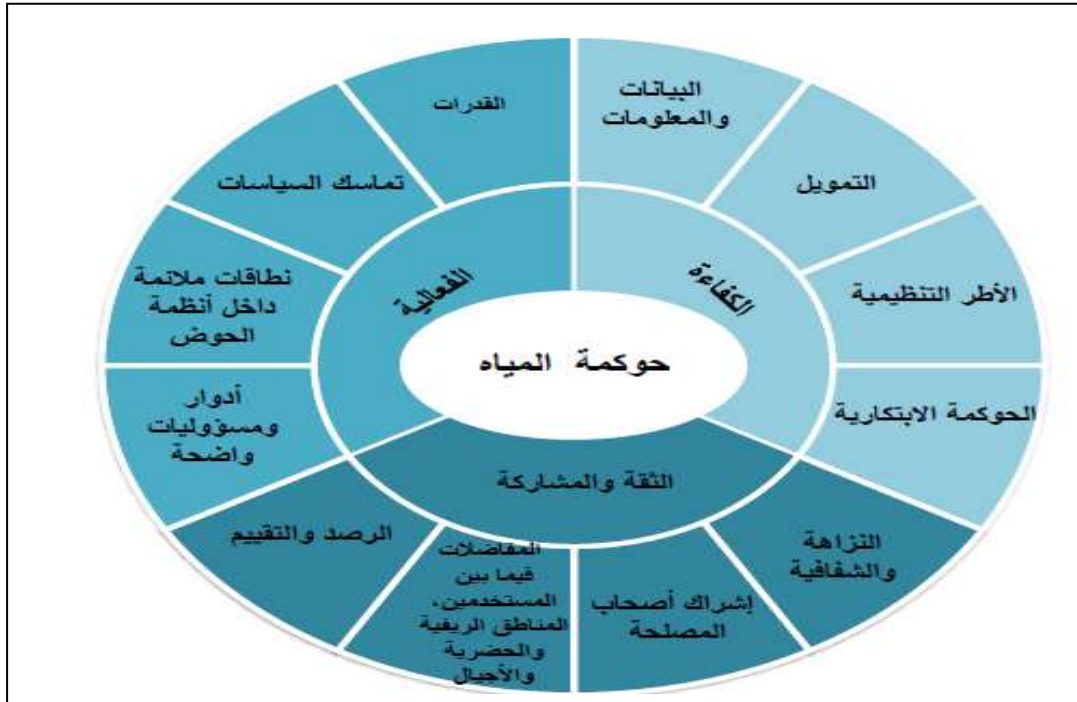 القدرات
البيانات
والمعلومات
تماسك السياسات
التمويل
نطاقات ملائمة
داخل أنظمة
الحوض
الأطر التنظيمية
الفعالية
الكفاءة
حوكمة المياه
أدوار
ومسؤوليات
واضحة
الحوكمة الابتكارية
الثقة والمشاركة
الرصد والتقييم
المفاضلات
فيما بين
المستخدمين،
المناطق الريفية
والحضرية
والأجيال
إشراك أصحاب
المصلحة
النزاهة
والشفافية